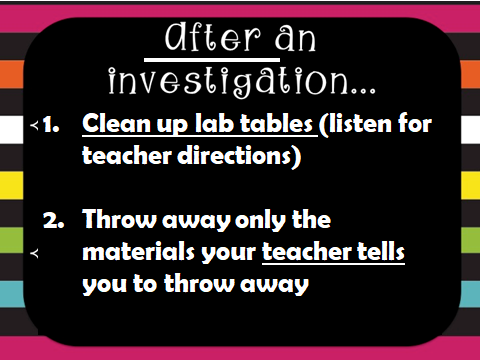 after an
investigation...
1. Clean up lab tables (listen for
teacher directions)
2. Throw away only the
materials your teacher tells
you to throw away